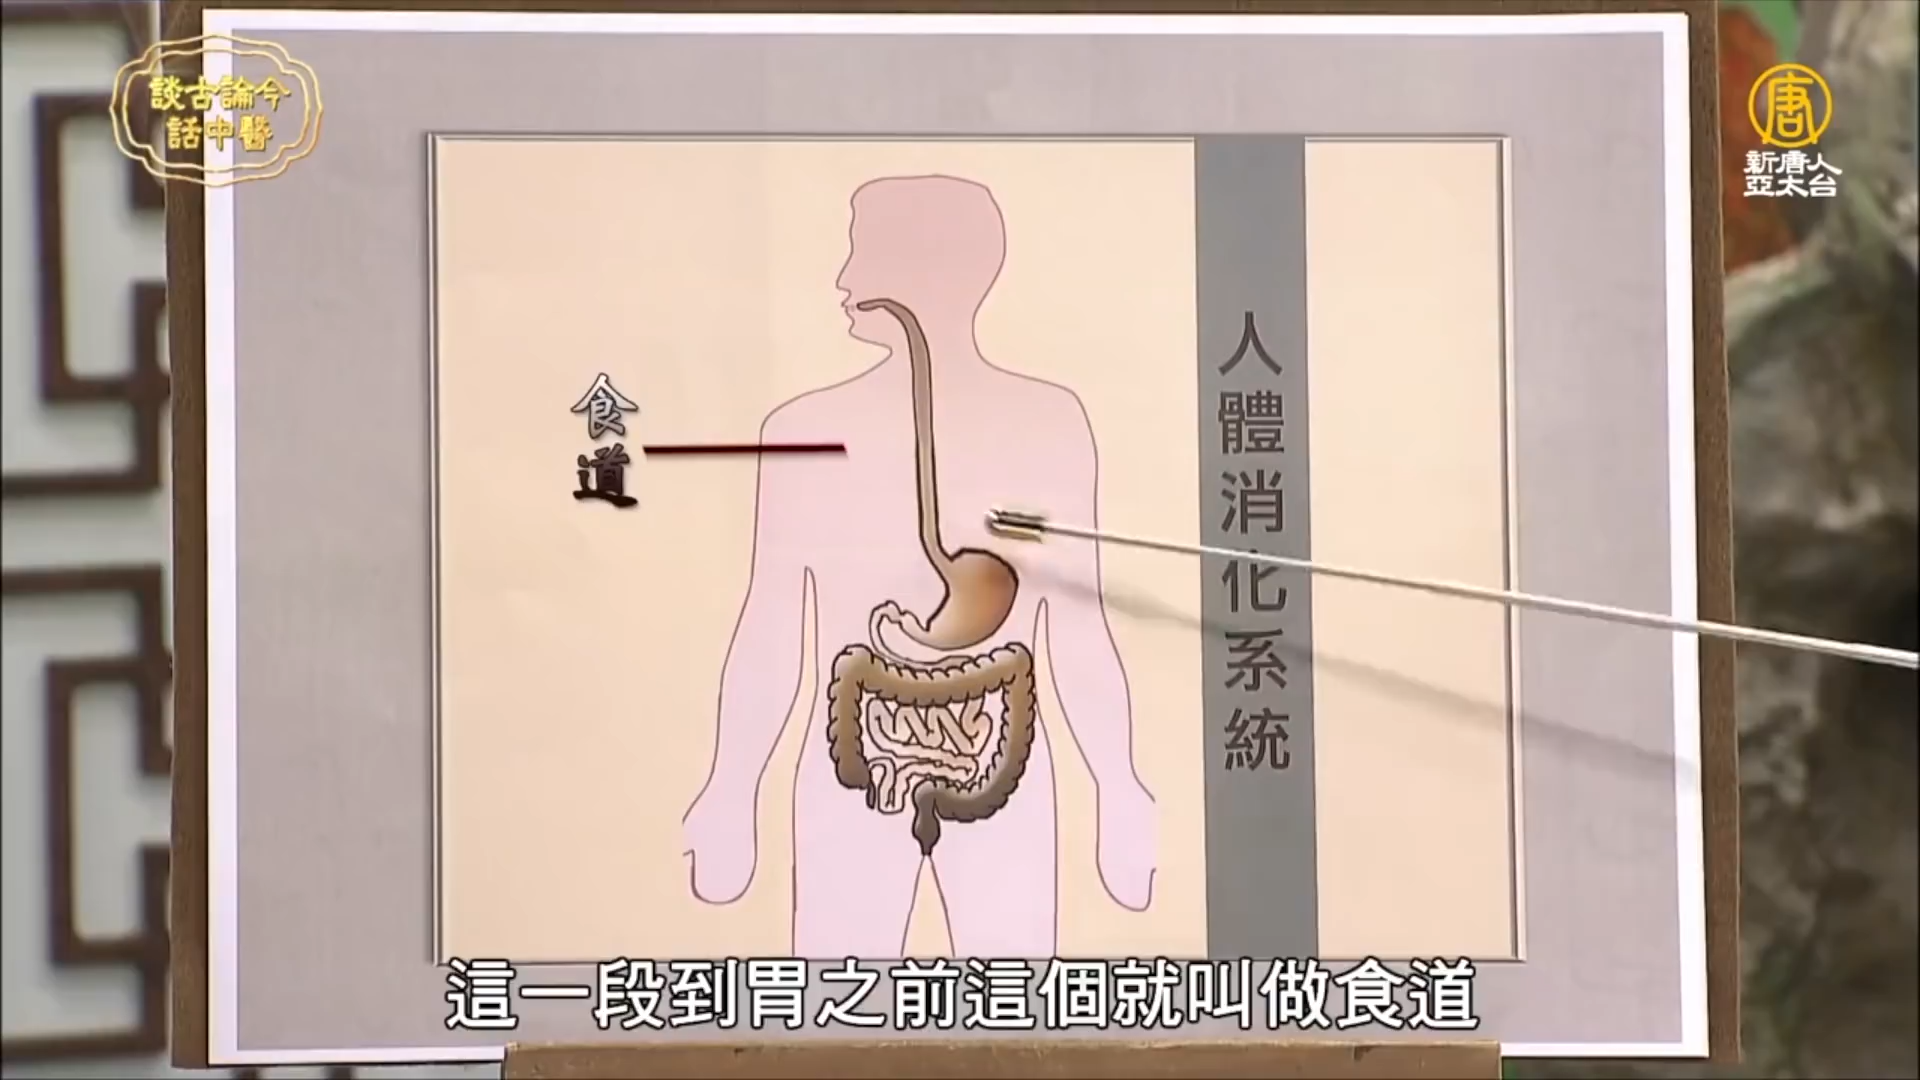 談古論今
話中醫
唐
新唐人
亞太台
人體消化系統
食道
這一段到胃之前這個就叫做食道